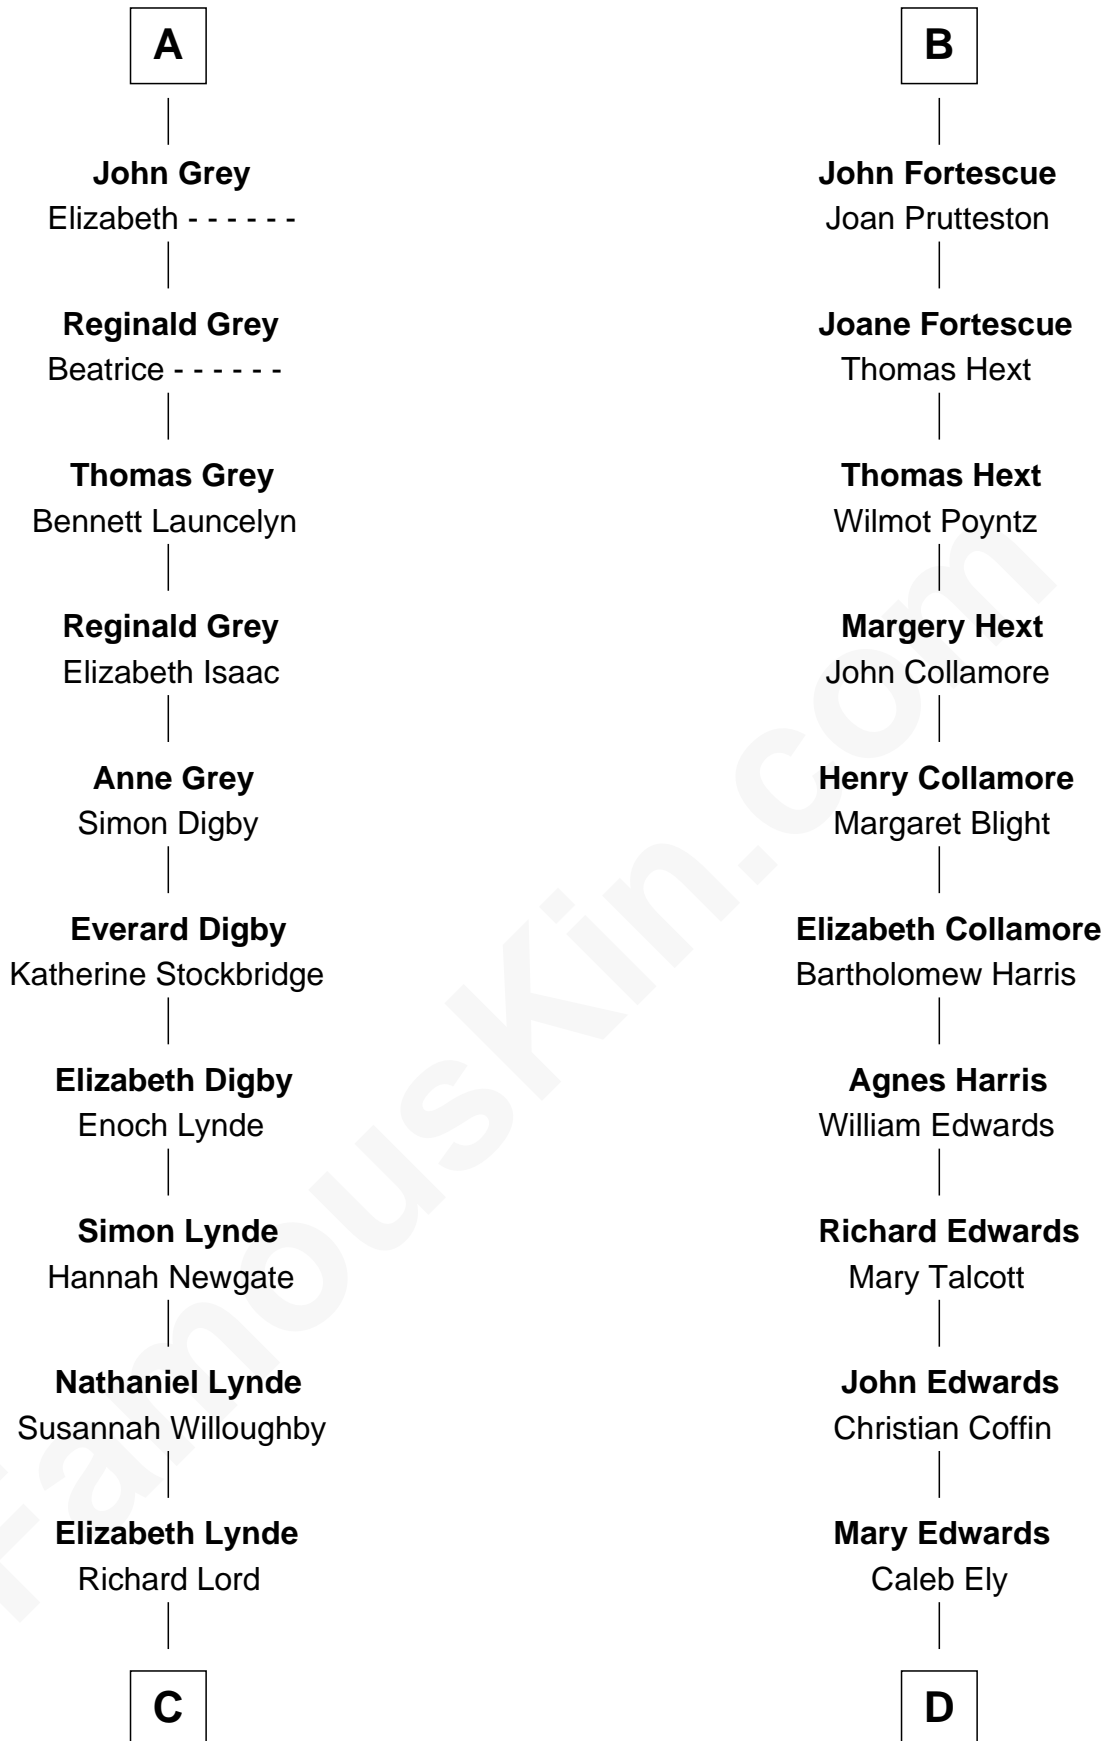 A
John Grey
Elizabeth - - - - - -
Reginald Grey
Beatrice - - - - - -
Thomas Grey
Bennett Launcelyn
Reginald Grey
Elizabeth Isaac
Anne Grey
Simon Digby
Everard Digby
Katherine Stockbridge
Elizabeth Digby
Enoch Lynde
Simon Lynde
Hannah Newgate
Nathaniel Lynde
Susannah Willoughby
Elizabeth Lynde
Richard Lord
C
B
John Fortescue
Joan Prutteston
Joane Fortescue
Thomas Hext
Thomas Hext
Wilmot Poyntz
Margery Hext
John Collamore
Henry Collamore
Margaret Blight
Elizabeth Collamore
Bartholomew Harris
Agnes Harris
William Edwards
Richard Edwards
Mary Talcott
John Edwards
Christian Coffin
Mary Edwards
Caleb Ely
D
FamousKin.com